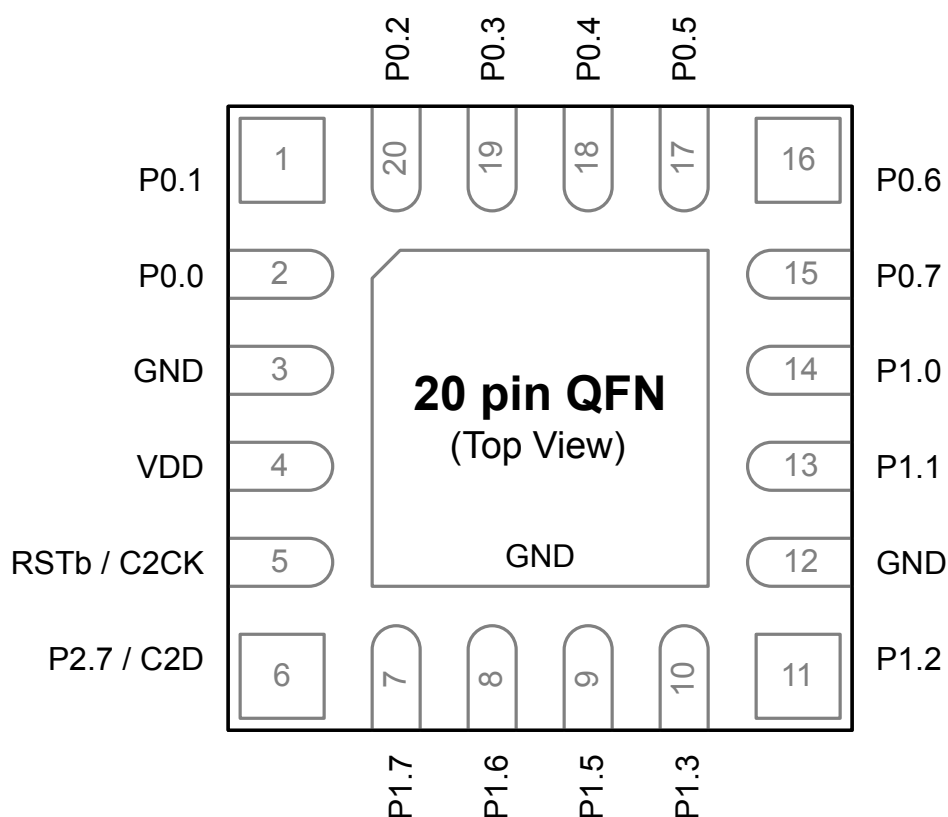 P0.2
P0.3
P0.4
P0.5
P0.1
1
20
19
18
17
16
P0.6
P0.0
2
15
P0.7
GND
3
14
P1.0
20 pin QFN
(Top View)
VDD
4
13
P1.1
RSTb / C2CK
5
GND
12
GND
P2.7 / C2D
6
7
8
9
10
11
P1.2
P1.7
P1.6
P1.5
P1.3